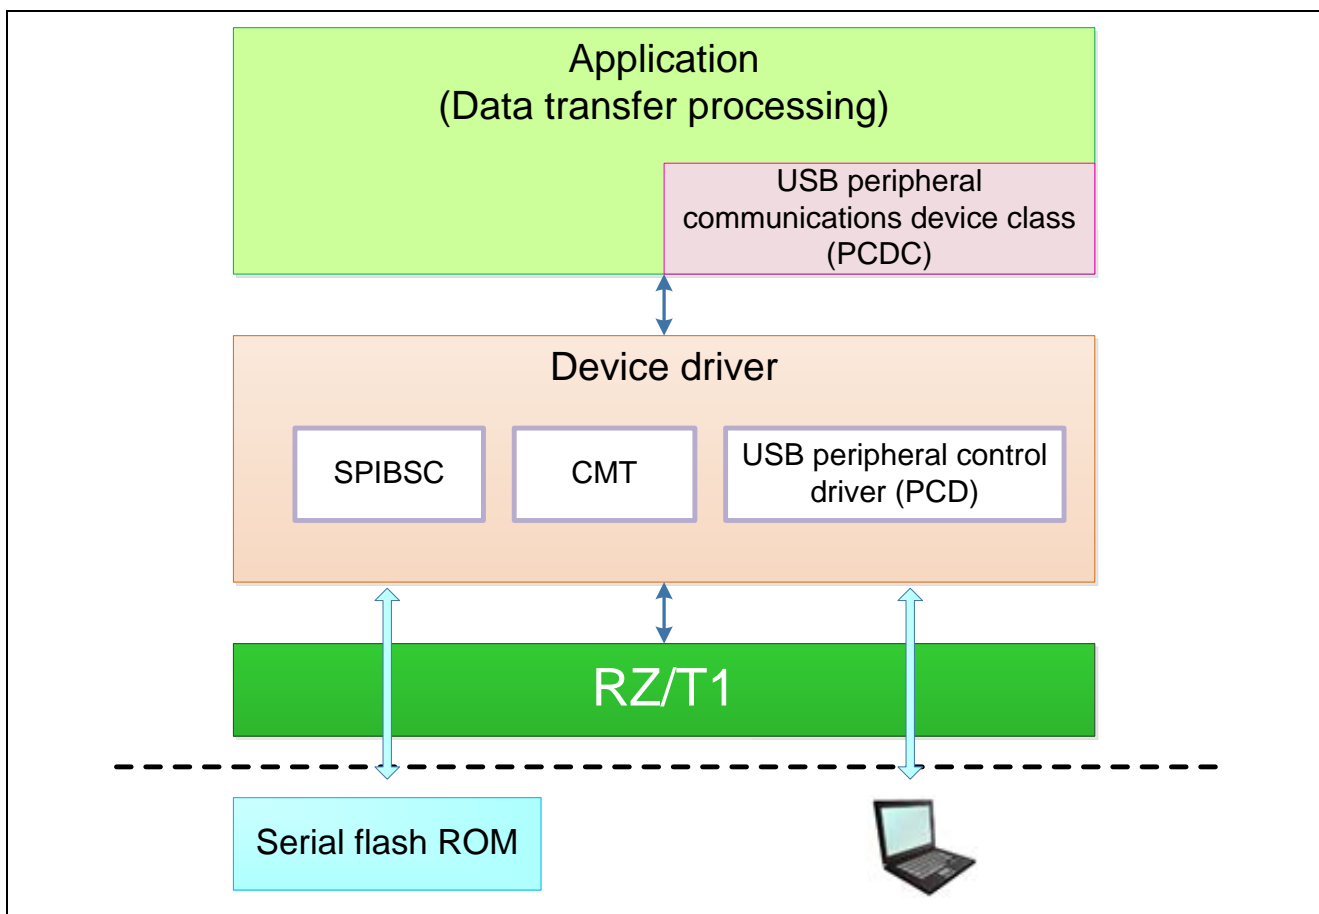 Application
(Data transfer processing)
USB peripheral
communications device class
(PCDC)
Device driver
SPIBSC
CMT
USB peripheral control
driver (PCD)
RZ/T1
Serial flash ROM